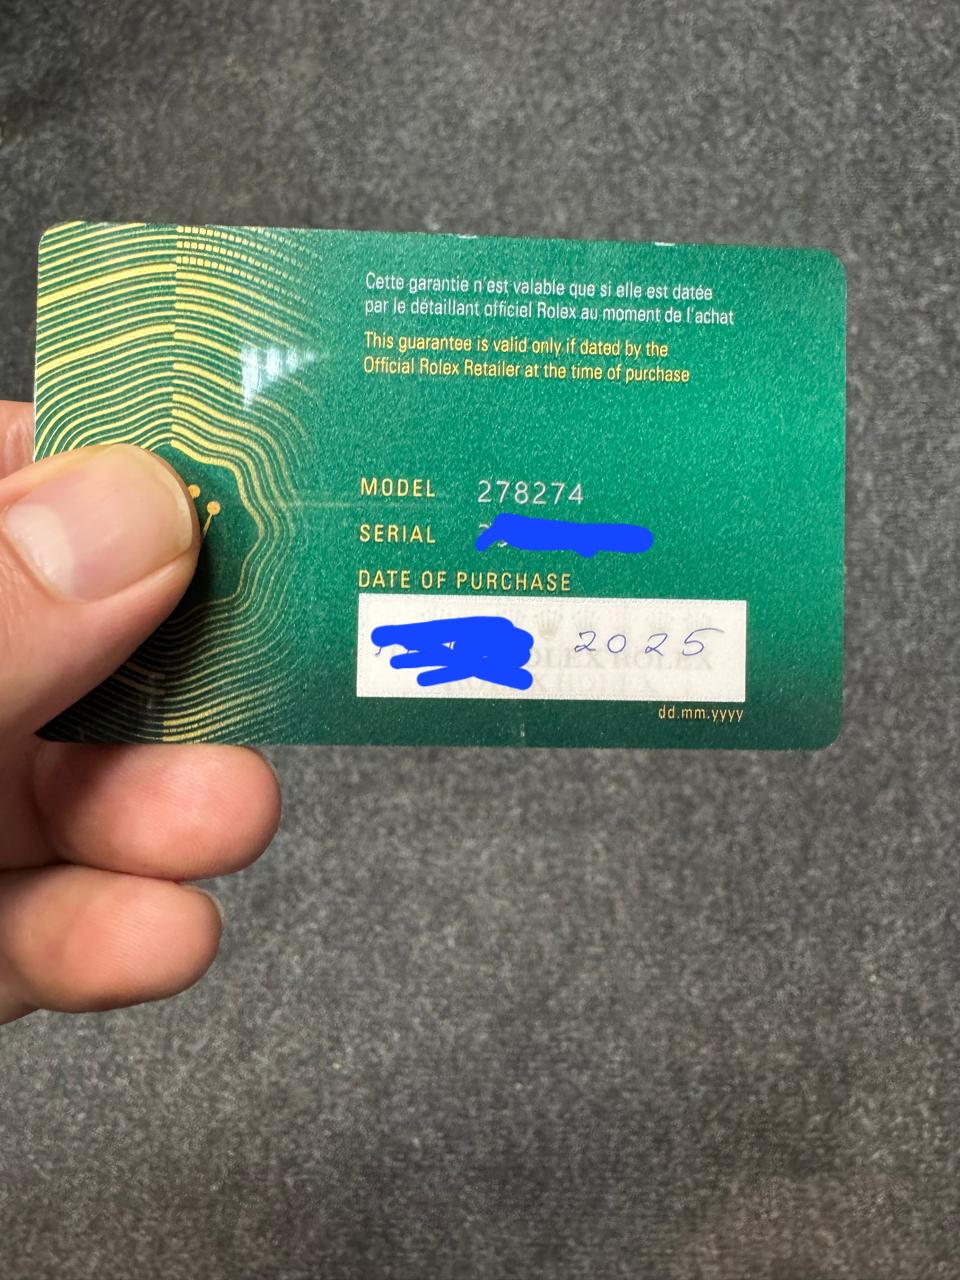 Cette garantie n'est valable que si elle est datée
par le détaillant officiel Rolex au moment de l'achat
This guarantee is valid only if dated by the
Official Rolex Retailer at the time of purchase
MODEL 278274
SERIAL
DATE OF PURCHASE
2025
ROLEX ROLEX
dd.mm.yyyy